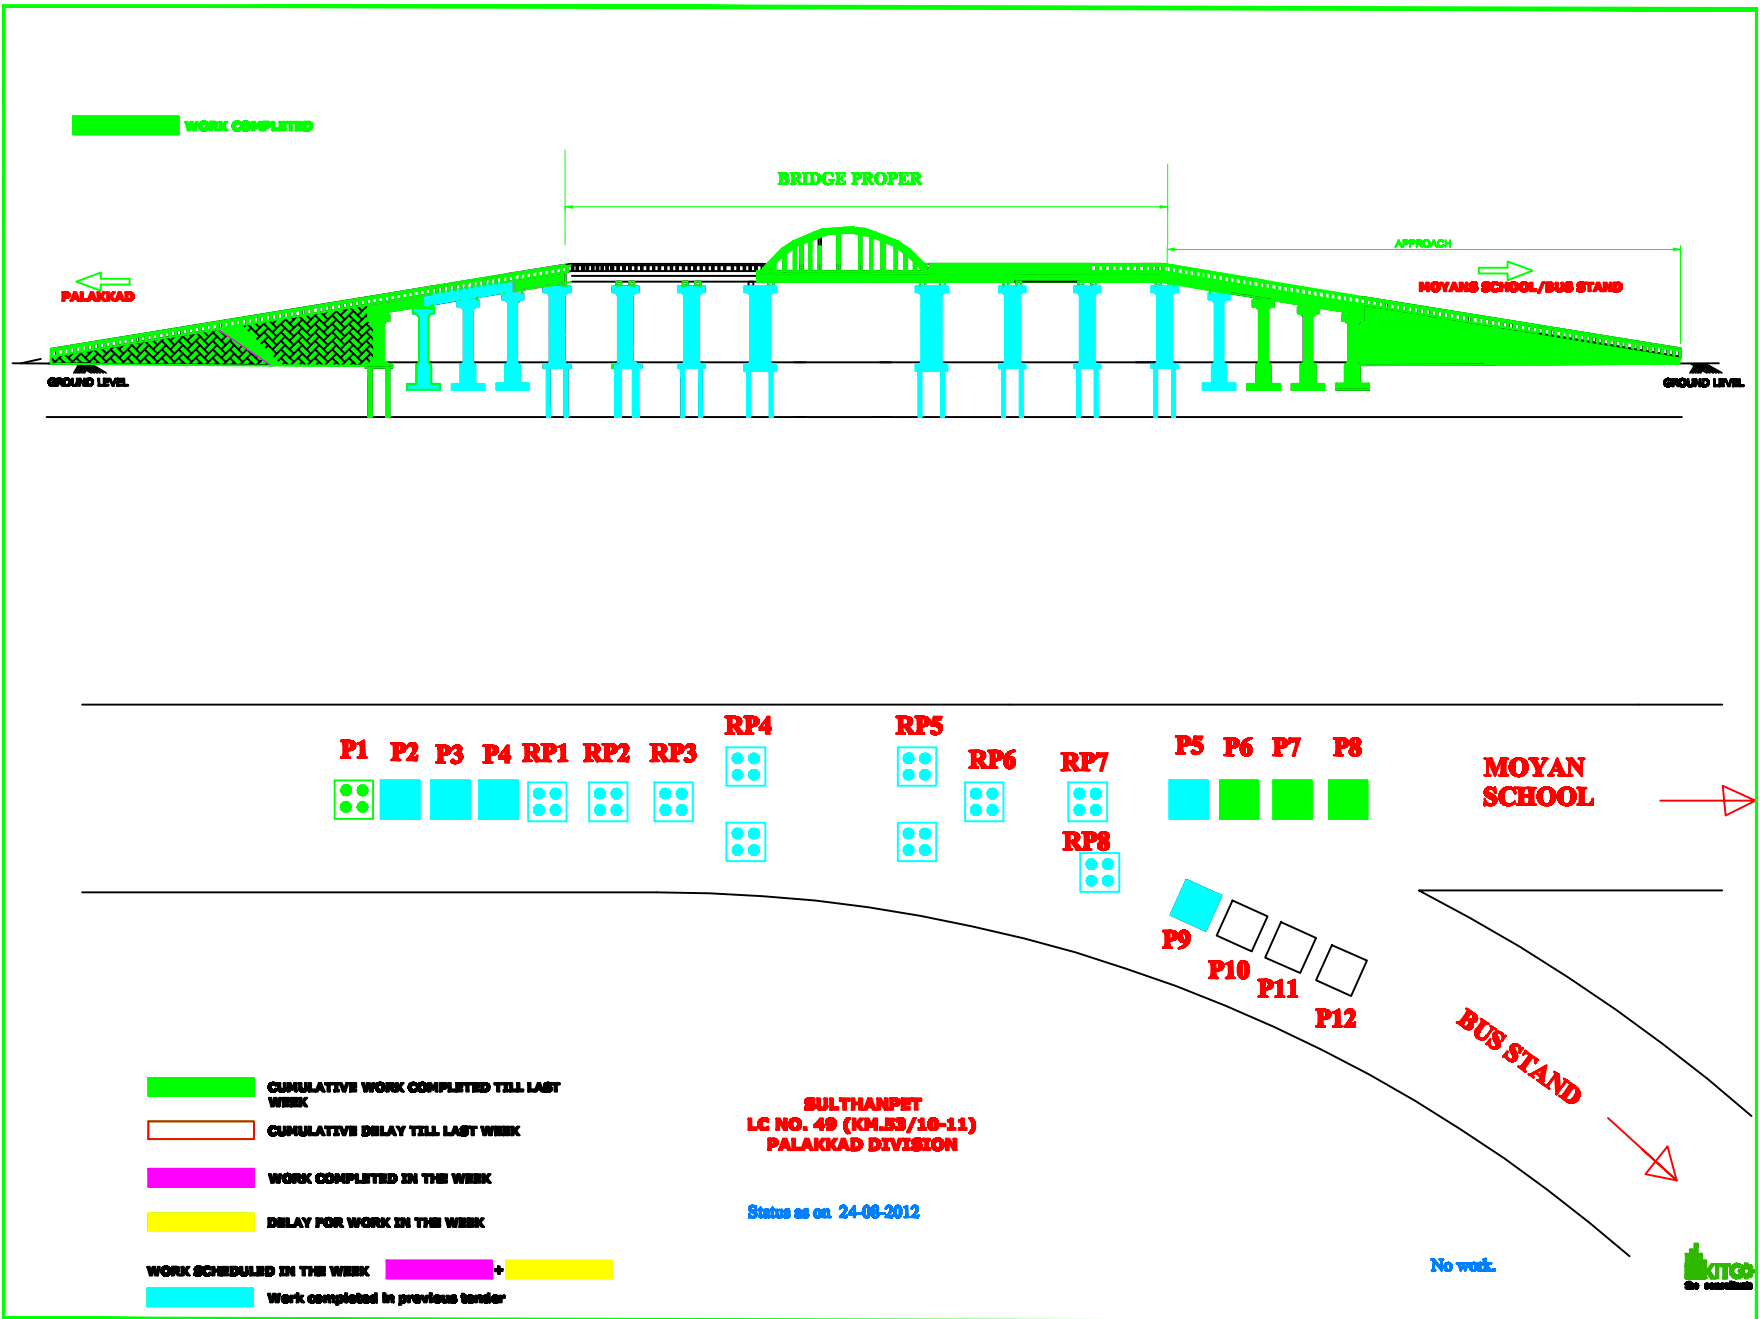 WORK COMPLETED
BRIDGE PROPER
APPROACH
PALAKKAD
MOYANS SCHOOL/BUS STAND
GROUND LEVEL
GROUND LEVEL
RP4
RP5
P1
P2
P3
P4
RP1
RP2
RP3
RP6
RP7
P5
P6
P7
P8
MOYAN
SCHOOL
RP8
P9
P10
P11
P12
BUS STAND
CUMULATIVE WORK COMPLETED TILL LAST
WEEK
CUMULATIVE DELAY TILL LAST WEEK
WORK COMPLETED IN THE WEEK
DELAY FOR WORK IN THE WEEK
WORK SCHEDULED IN THE WEEK +
Work completed in previous tender
SULTHANPET
LC NO. 49 (KM.53/10-11)
PALAKKAD DIVISION
Status as on 24-08-2012
No work.
KITCO
the consultants